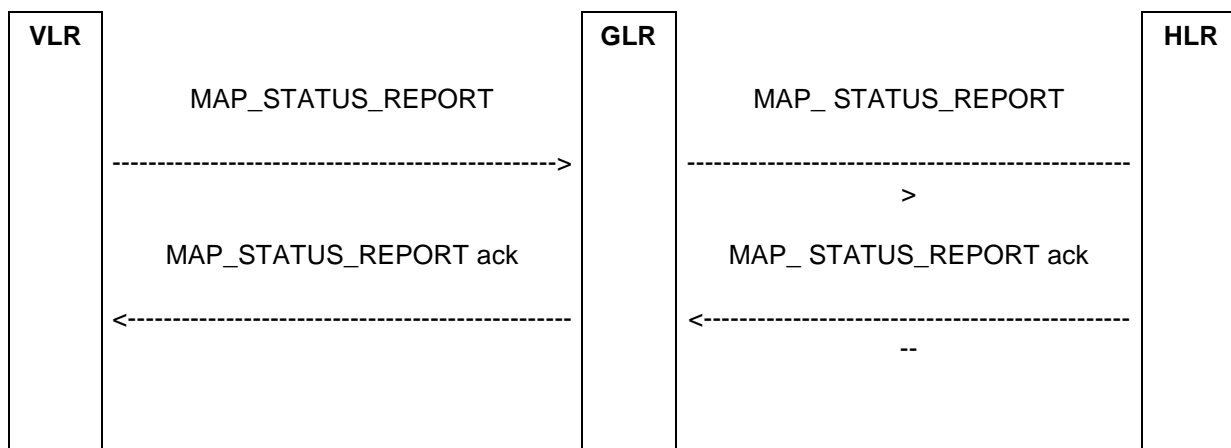 VLR GLR HLR
MAP_STATUS_REPORT MAP_ STATUS_REPORT
--------------------------------------------------> --------------------------------------------------
>
MAP_STATUS_REPORT ack MAP_ STATUS_REPORT ack
<-------------------------------------------------- <------------------------------------------------
--